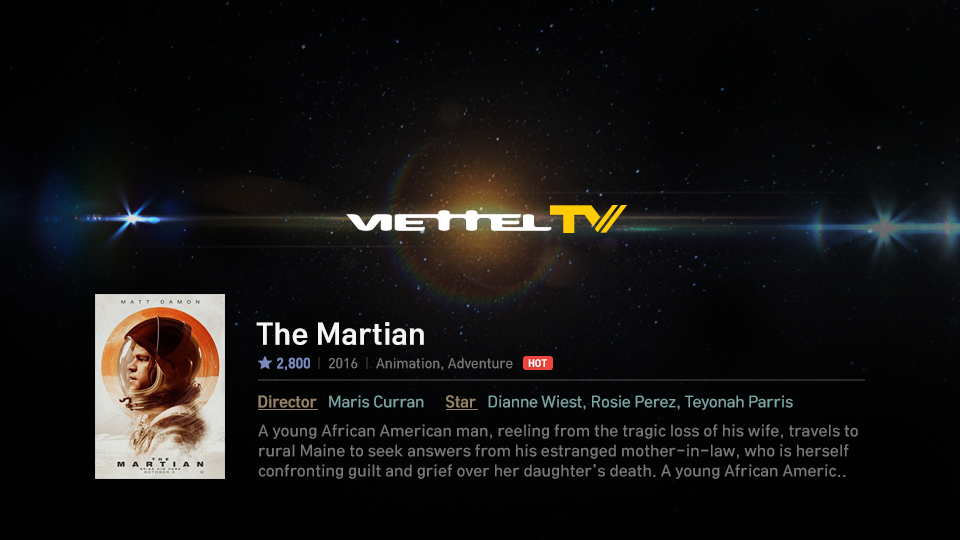 VIETTEL TV
MATT DAMON
THE
MARTIAN
BRING HIM HOME
OCTOBER 2
The Martian
2,800 | 2016 | Animation, Adventure HOT
Director Maris Curran Star Dianne Wiest, Rosie Perez, Teyonah Parris
A young African American man, reeling from the tragic loss of his wife, travels to
rural Maine to seek answers from his estranged mother-in-law, who is herself
confronting guilt and grief over her daughter's death. A young African Americ..